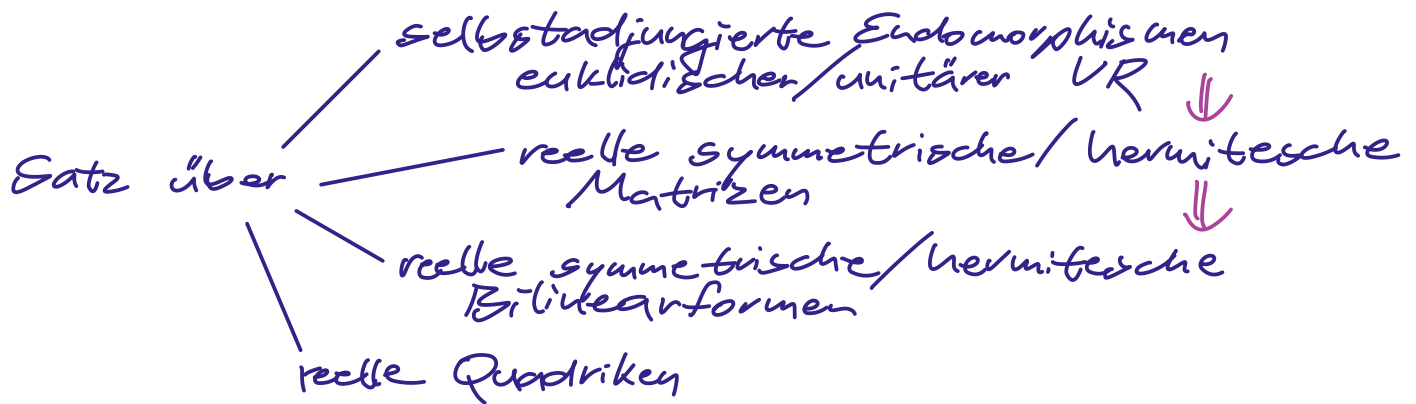 selbstadjungierte Endomorphismen
euklidischer/unitärer VR
reelle symmetrische/hermitesche
Satz über
Matrizen
reelle symmetrische/hermitesche
Bilinearformen
reelle Quadriken